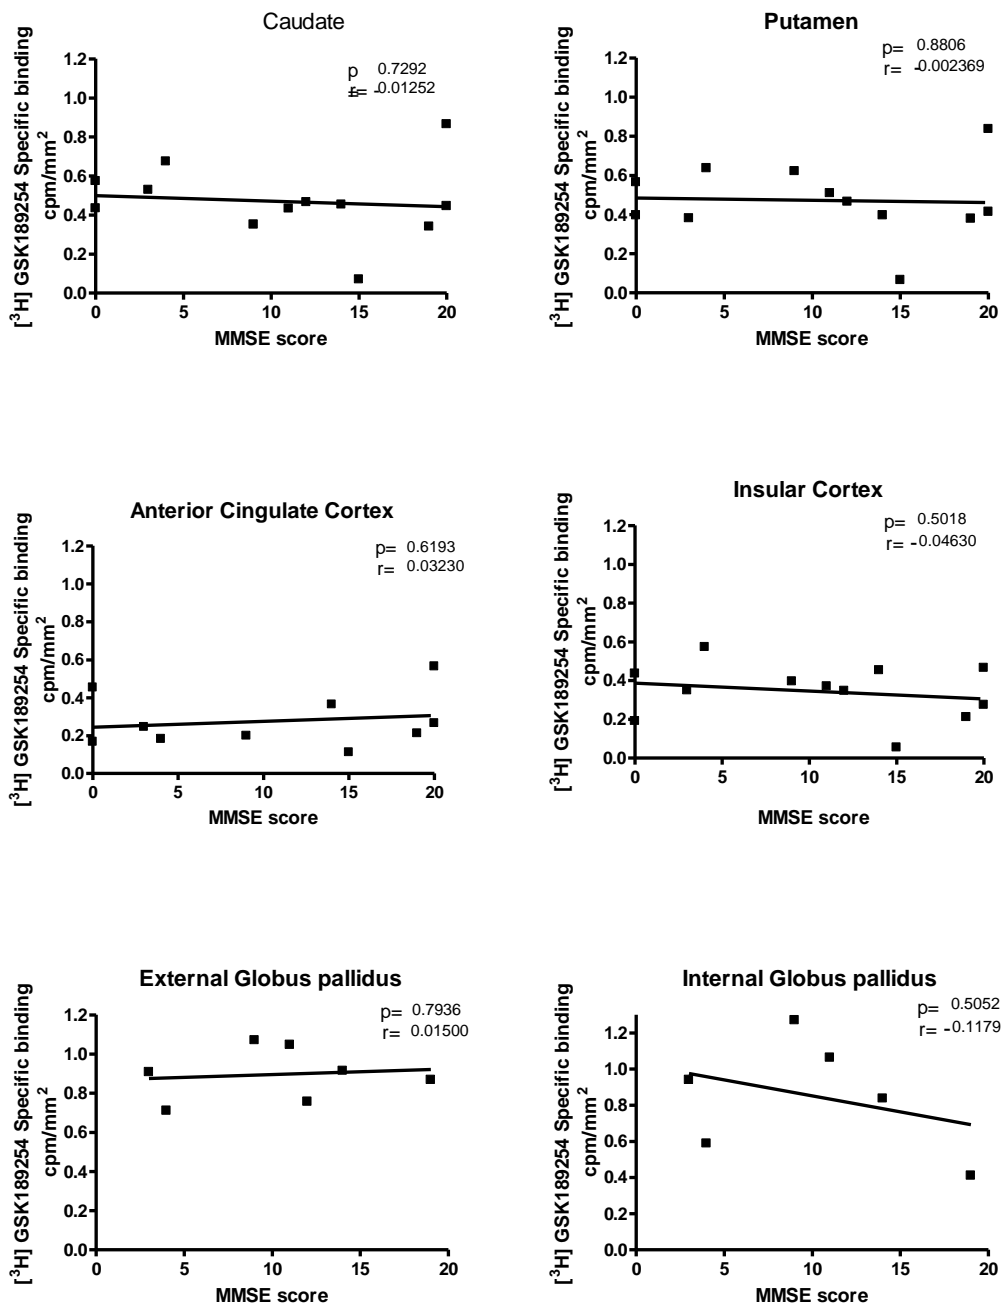 Caudate
p 0.7292
r= -0.01252
[³H] GSK189254 Specific binding
cpm/mm²
1.2
1.0
0.8
0.6
0.4
0.2
0.0
0 5 10 15 20
MMSE score
Putamen
p= 0.8806
r= -0.002369
[³H] GSK189254 Specific binding
cpm/mm²
1.2
1.0
0.8
0.6
0.4
0.2
0.0
0 5 10 15 20
MMSE score
Anterior Cingulate Cortex
p= 0.6193
r= 0.03230
[³H] GSK189254 Specific binding
cpm/mm²
1.2
1.0
0.8
0.6
0.4
0.2
0.0
0 5 10 15 20
MMSE score
Insular Cortex
p= 0.5018
r= -0.04630
[³H] GSK189254 Specific binding
cpm/mm²
1.2
1.0
0.8
0.6
0.4
0.2
0.0
0 5 10 15 20
MMSE score
External Globus pallidus
p= 0.7936
r= 0.01500
[³H] GSK189254 Specific binding
cpm/mm²
1.2
1.0
0.8
0.6
0.4
0.2
0.0
0 5 10 15 20
MMSE score
Internal Globus pallidus
p= 0.5052
r= -0.1179
[³H] GSK189254 Specific binding
cpm/mm²
1.2
1.0
0.8
0.6
0.4
0.2
0.0
0 5 10 15 20
MMSE score